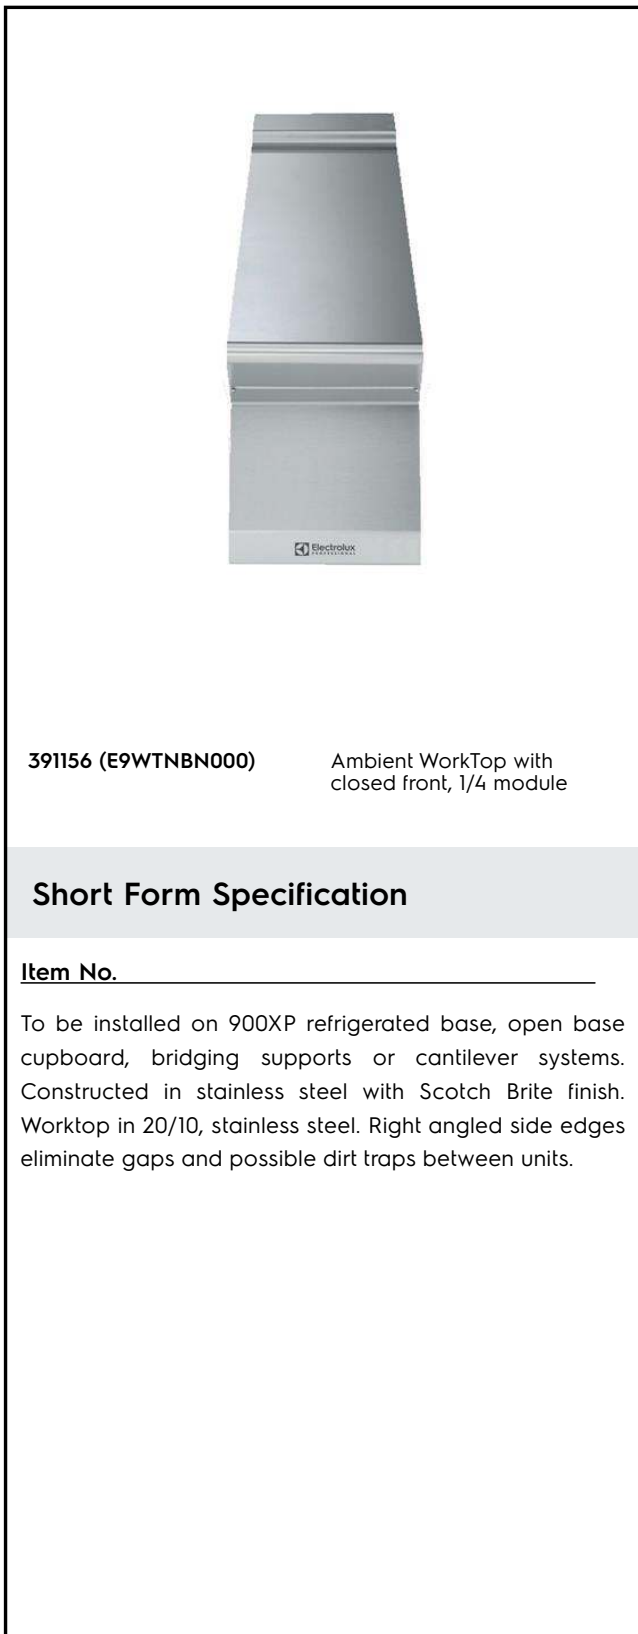 Electrolux
PROFESSIONAL
391156 (E9WTNBN000)
Ambient WorkTop with
closed front, 1/4 module
Short Form Specification
Item No.
To be installed on 900XP refrigerated base, open base
cupboard, bridging supports or cantilever systems.
Constructed in stainless steel with Scotch Brite finish.
Worktop in 20/10, stainless steel. Right angled side edges
eliminate gaps and possible dirt traps between units.